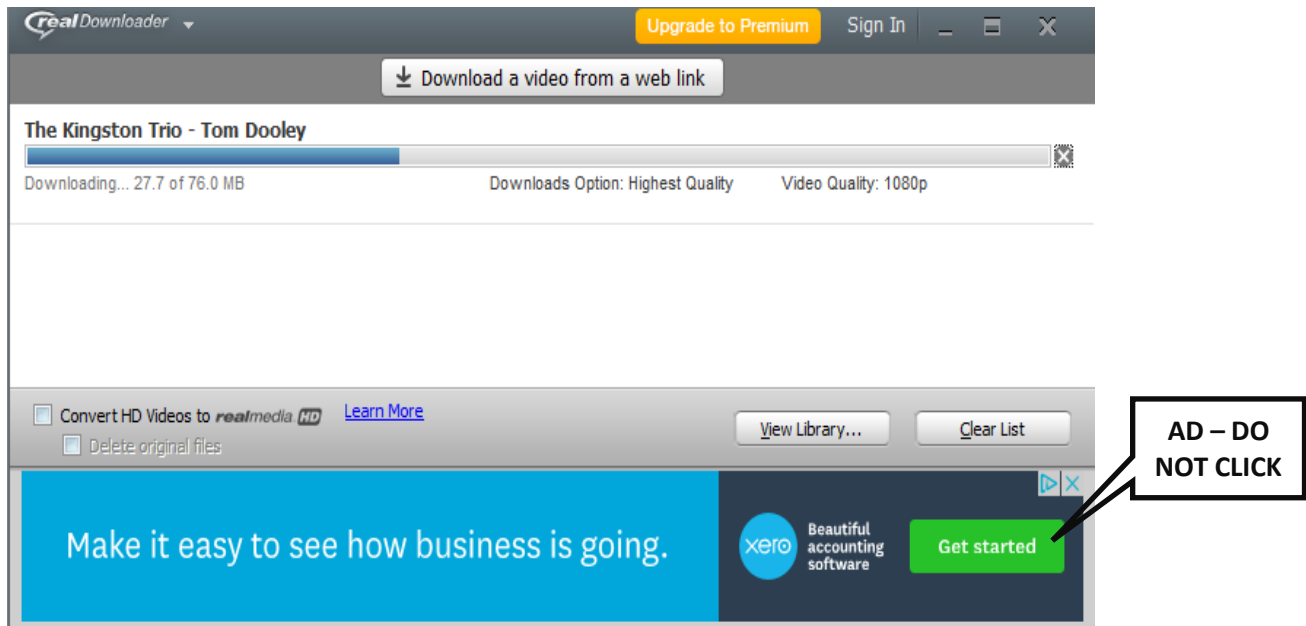 realDownloader
Upgrade to Premium
Sign In
Download a video from a web link
The Kingston Trio - Tom Dooley
Downloading... 27.7 of 76.0 MB
Downloads Option: Highest Quality
Video Quality: 1080p
Convert HD Videos to realmedia HD
Learn More
Delete original files
View Library...
Clear List
AD – DO
NOT CLICK
Make it easy to see how business is going.
xero
Beautiful
accounting
software
Get started